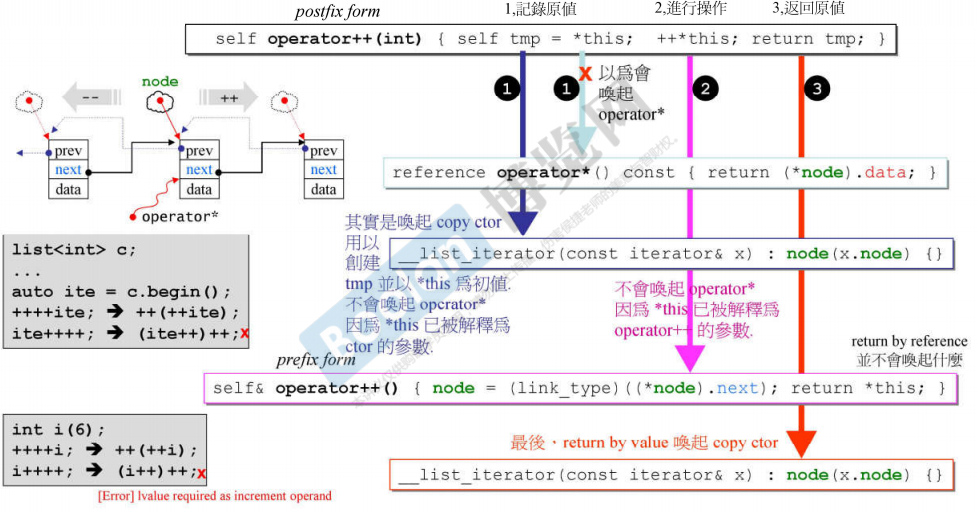 postfix form
1,記錄原値
2,進行操作
3,返回原値
self operator++(int) { self tmp = *this; ++*this; return tmp; }
1
x
1
以爲會
喚起
operator*
2
3
node
--
++
prev
next
data
prev
next
data
prev
next
data
operator*
reference operator*() const { return (*node).data; }
其實是喚起 copy ctor
用以
創建
tmp 並以 *this 爲初値.
不會喚起 operator*
因爲 *this 已被解釋爲
ctor 的參數.
__list_iterator(const iterator& x) : node(x.node) {}
不會喚起 operator*
因爲 *this 已被解釋爲
operator++ 的參數.
list<int> c;
...
auto ite = c.begin();
++++ite; ➔ ++(++ite);
ite++++; ➔ (ite++)++;x
prefix form
return by reference
並不會喚起什麼
self& operator++() { node = (link_type)((*node).next); return *this; }
int i(6);
++++i; ➔ ++(++i);
i++++; ➔ (i++)++;x
[Error] lvalue required as increment operand
最後，return by value 喚起 copy ctor
__list_iterator(const iterator& x) : node(x.node) {}
博览网